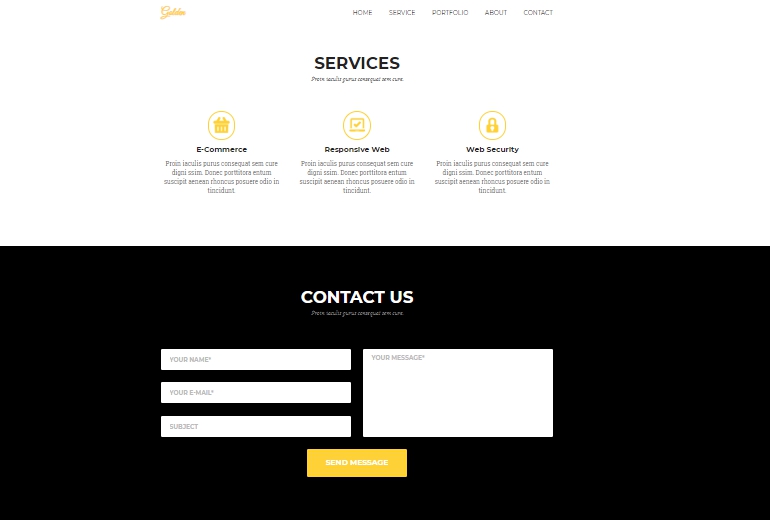 Golden
HOME SERVICE PORTFOLIO ABOUT CONTACT
SERVICES
Proin iaculis purus consequat sem cure.
E-Commerce
Proin iaculis purus consequat sem cure
digni ssim. Donec porttitora entum
suscipit aenean rhoncus posuere odio in
tincidunt.
Responsive Web
Proin iaculis purus consequat sem cure
digni ssim. Donec porttitora entum
suscipit aenean rhoncus posuere odio in
tincidunt.
Web Security
Proin iaculis purus consequat sem cure
digni ssim. Donec porttitora entum
suscipit aenean rhoncus posuere odio in
tincidunt.
CONTACT US
Proin iaculis purus consequat sem cure.
YOUR NAME*
YOUR E-MAIL*
SUBJECT
YOUR MESSAGE*
SEND MESSAGE